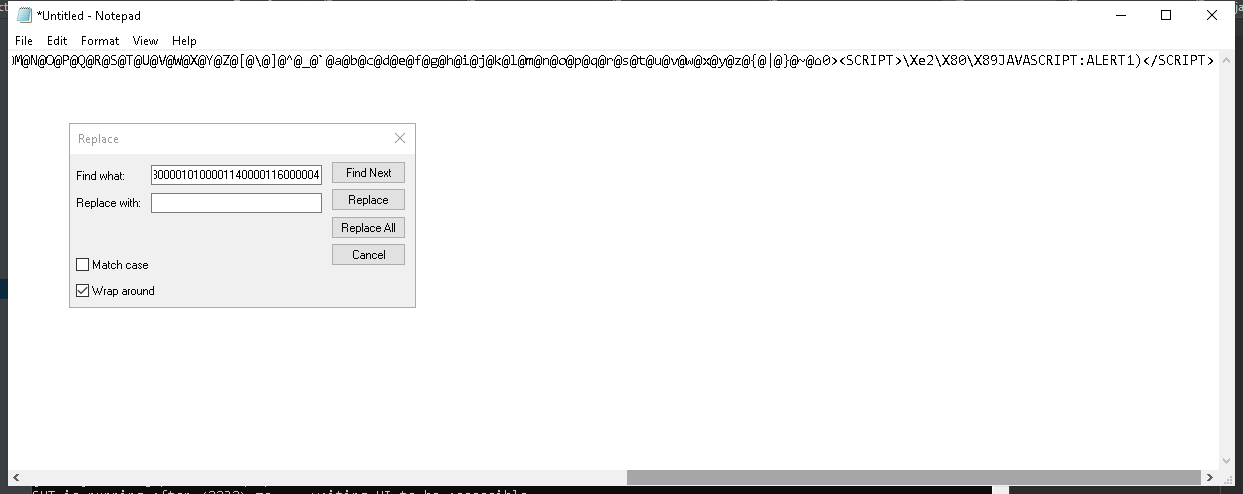 *Untitled - Notepad
File Edit Format View Help
M@N@O@P@Q@R@S@T@U@V@W@X@Y@Z@[@\@]@^@_@`@a@b@c@d@e@f@g@h@i@j@k@l@m@n@o@p@q@r@s@t@u@v@w@x@y@z@{@|@}@~@⌂0><SCRIPT>\Xe2\X80\X89JAVASCRIPT:ALERT1)</SCRIPT>
Replace
Find what: 3000010100001140000116000004 Find Next
Replace with: Replace
Replace All
Cancel
Match case
Wrap around